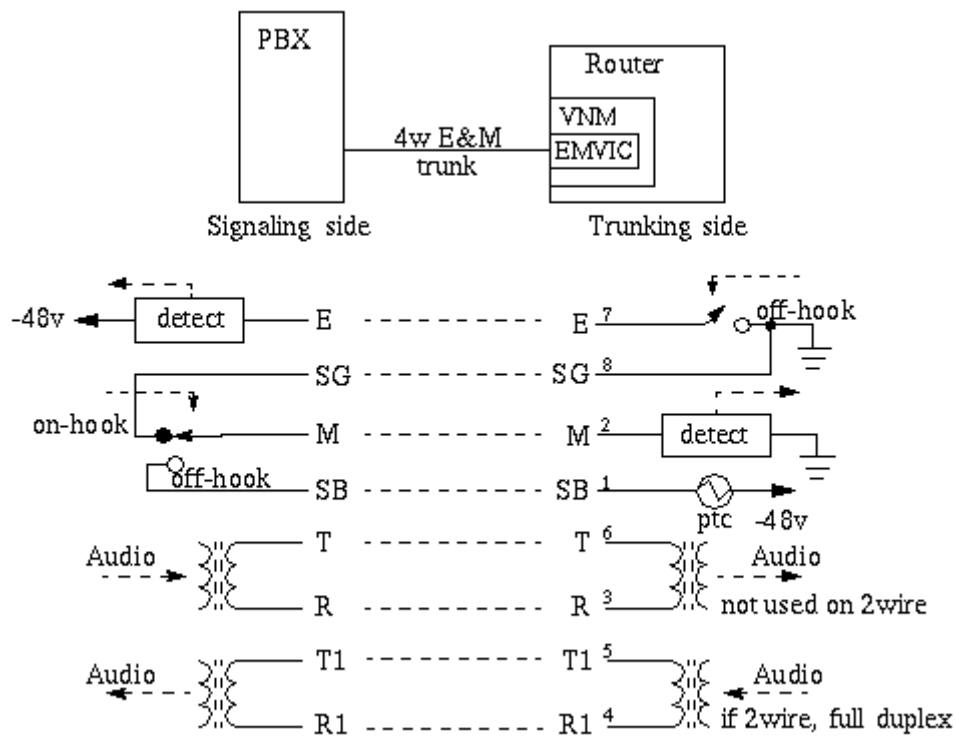 PBX
Router
VNM
EMVIC
4w E&M
trunk
Signaling side
Trunking side
-48v
detect
E
E 7
off-hook
SG
SG 8
on-hook
M
M 2
detect
off-hook
SB
SB 1
ptc
-48v
Audio
T
T 6
Audio
R
R 3
not used on 2wire
Audio
T1
T1 5
Audio
R1
R1 4
if 2wire, full duplex